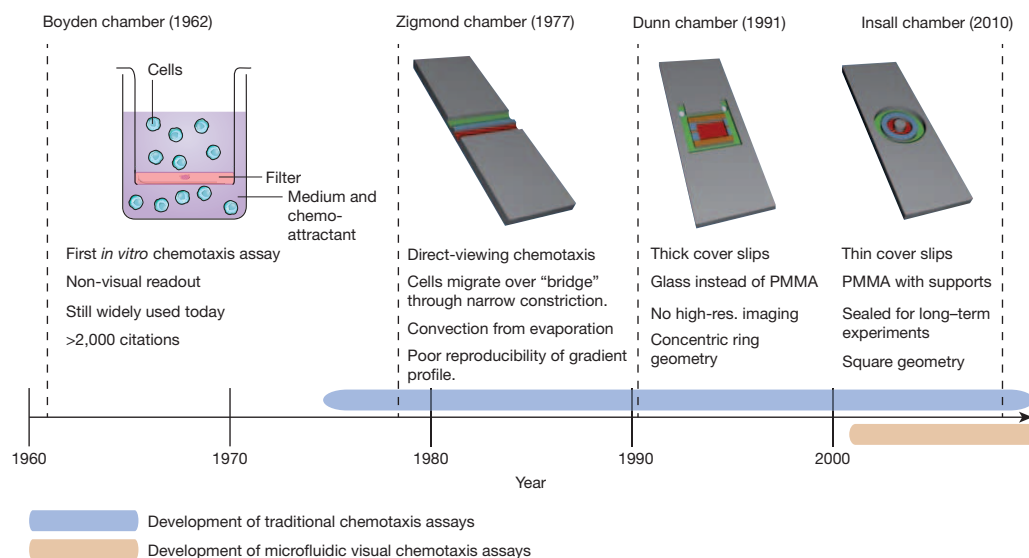 Boyden chamber (1962)
Zigmond chamber (1977)
Dunn chamber (1991)
Insall chamber (2010)
Cells
Filter
Medium and
chemo-
attractant
First in vitro chemotaxis assay
Non-visual readout
Still widely used today
>2,000 citations
Direct-viewing chemotaxis
Cells migrate over “bridge”
through narrow constriction.
Convection from evaporation
Poor reproducibility of gradient
profile.
Thick cover slips
Glass instead of PMMA
No high-res. imaging
Concentric ring
geometry
Thin cover slips
PMMA with supports
Sealed for long–term
experiments
Square geometry
1960
1970
1980
1990
2000
Year
Development of traditional chemotaxis assays
Development of microfluidic visual chemotaxis assays